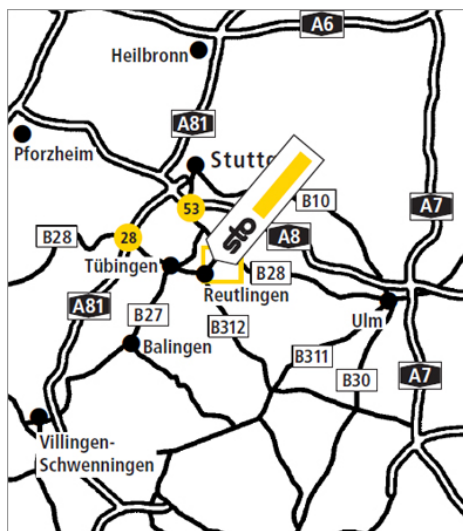 A6
Heilbronn
A81
Pforzheim
Stuttg
53
sto
B10
A7
B28
28
A8
Tübingen
B28
Reutlingen
A81
B27
B312
Ulm
Balingen
B311
B30
A7
Villingen-
Schwenningen